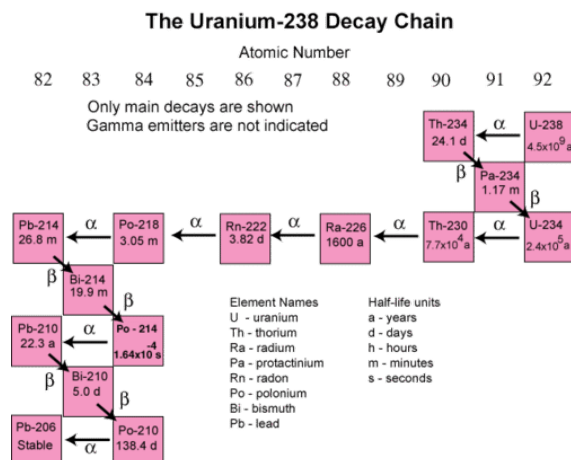 The Uranium-238 Decay Chain
Atomic Number
82 83 84 85 86 87 88 89 90 91 92
Only main decays are shown
Gamma emitters are not indicated
Th-234
24.1 d
α
U-238
4.5x10⁹ a
β
Pa-234
1.17 m
β
Pb-214
26.8 m
α
Po-218
3.05 m
α
Rn-222
3.82 d
α
Ra-226
1600 a
α
Th-230
7.7x10⁴ a
α
U-234
2.4x10⁵ a
β
Bi-214
19.9 m
β
Pb-210
22.3 a
α
Po - 214
-4
1.64x10 s
β
Bi-210
5.0 d
β
Pb-206
Stable
α
Po-210
138.4 d
Element Names
U - uranium
Th - thorium
Ra - radium
Pa - protactinium
Rn - radon
Po - polonium
Bi - bismuth
Pb - lead
Half-life units
a - years
d - days
h - hours
m - minutes
s - seconds